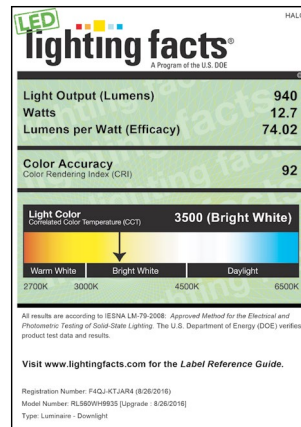 HALO
LED
lighting facts®
A Program of the U.S. DOE
Light Output (Lumens) 940
Watts 12.7
Lumens per Watt (Efficacy) 74.02
Color Accuracy 92
Color Rendering Index (CRI)
Light Color
Correlated Color Temperature (CCT) 3500 (Bright White)
Warm White Bright White Daylight
2700K 3000K 4500K 6500K
All results are according to IESNA LM-79-2008: Approved Method for the Electrical and
Photometric Testing of Solid-State Lighting. The U.S. Department of Energy (DOE) verifies
product test data and results.
Visit www.lightingfacts.com for the Label Reference Guide.
Registration Number: F4QJ-KTJAR4 (8/26/2016)
Model Number: RL560WH9935 [Upgrade : 8/26/2016]
Type: Luminaire - Downlight